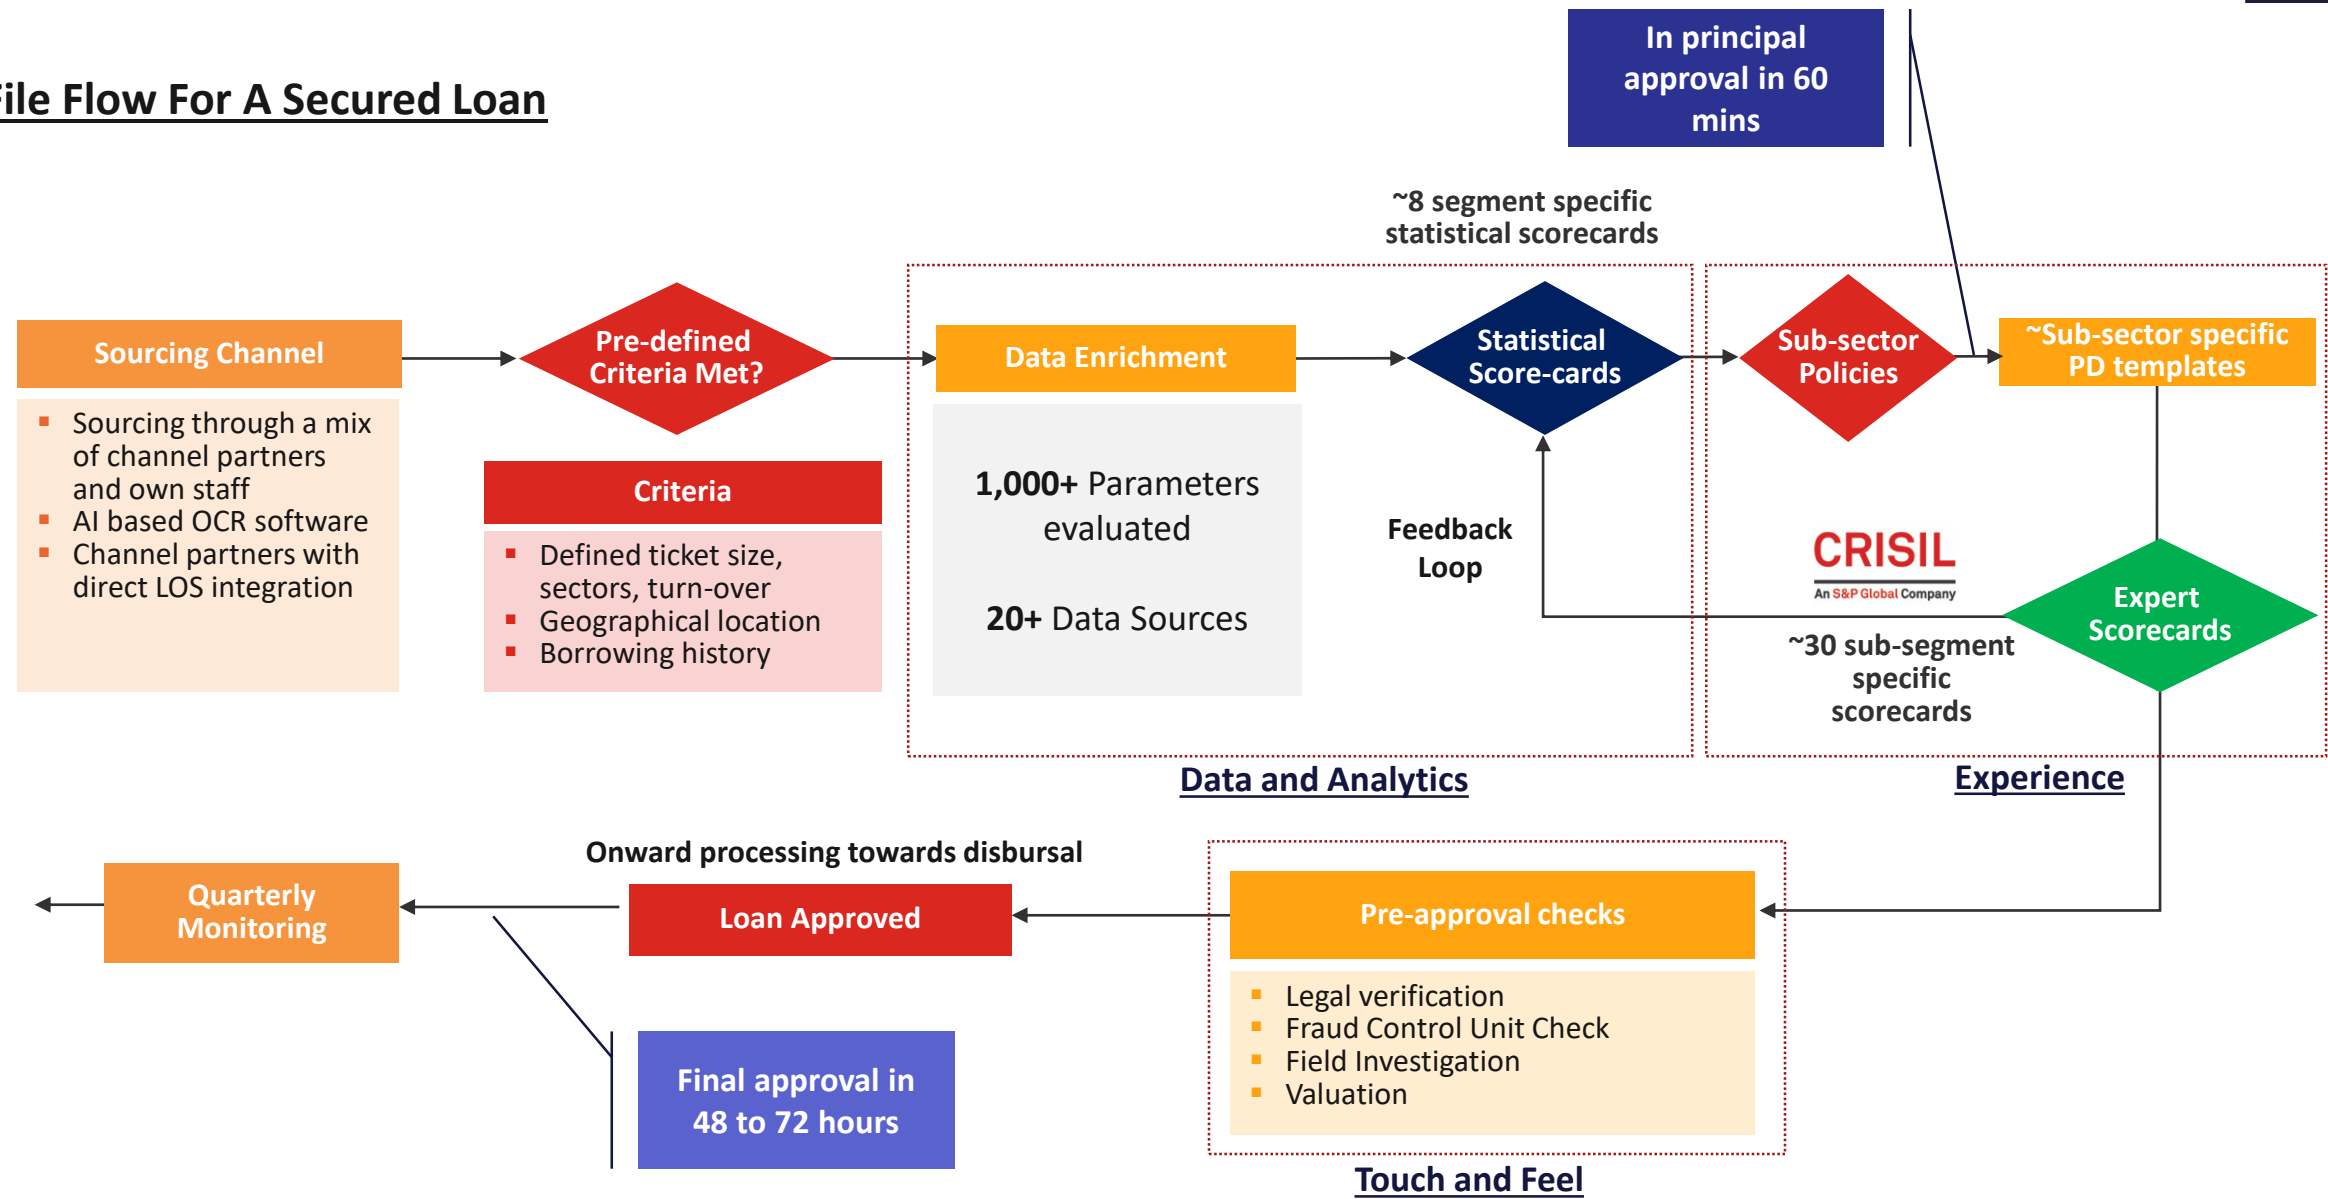 File Flow For A Secured Loan
In principal
approval in 60
mins
~8 segment specific
statistical scorecards
Sourcing Channel
▪ Sourcing through a mix
of channel partners
and own staff
▪ AI based OCR software
▪ Channel partners with
direct LOS integration
Pre-defined
Criteria Met?
Criteria
▪ Defined ticket size,
sectors, turn-over
▪ Geographical location
▪ Borrowing history
Data Enrichment
1,000+ Parameters
evaluated
20+ Data Sources
Statistical
Score-cards
Feedback
Loop
Data and Analytics
Sub-sector
Policies
~Sub-sector specific
PD templates
CRISIL
An S&P Global Company
Expert
Scorecards
~30 sub-segment
specific
scorecards
Experience
Onward processing towards disbursal
Quarterly
Monitoring
Loan Approved
Pre-approval checks
▪ Legal verification
▪ Fraud Control Unit Check
▪ Field Investigation
▪ Valuation
Final approval in
48 to 72 hours
Touch and Feel